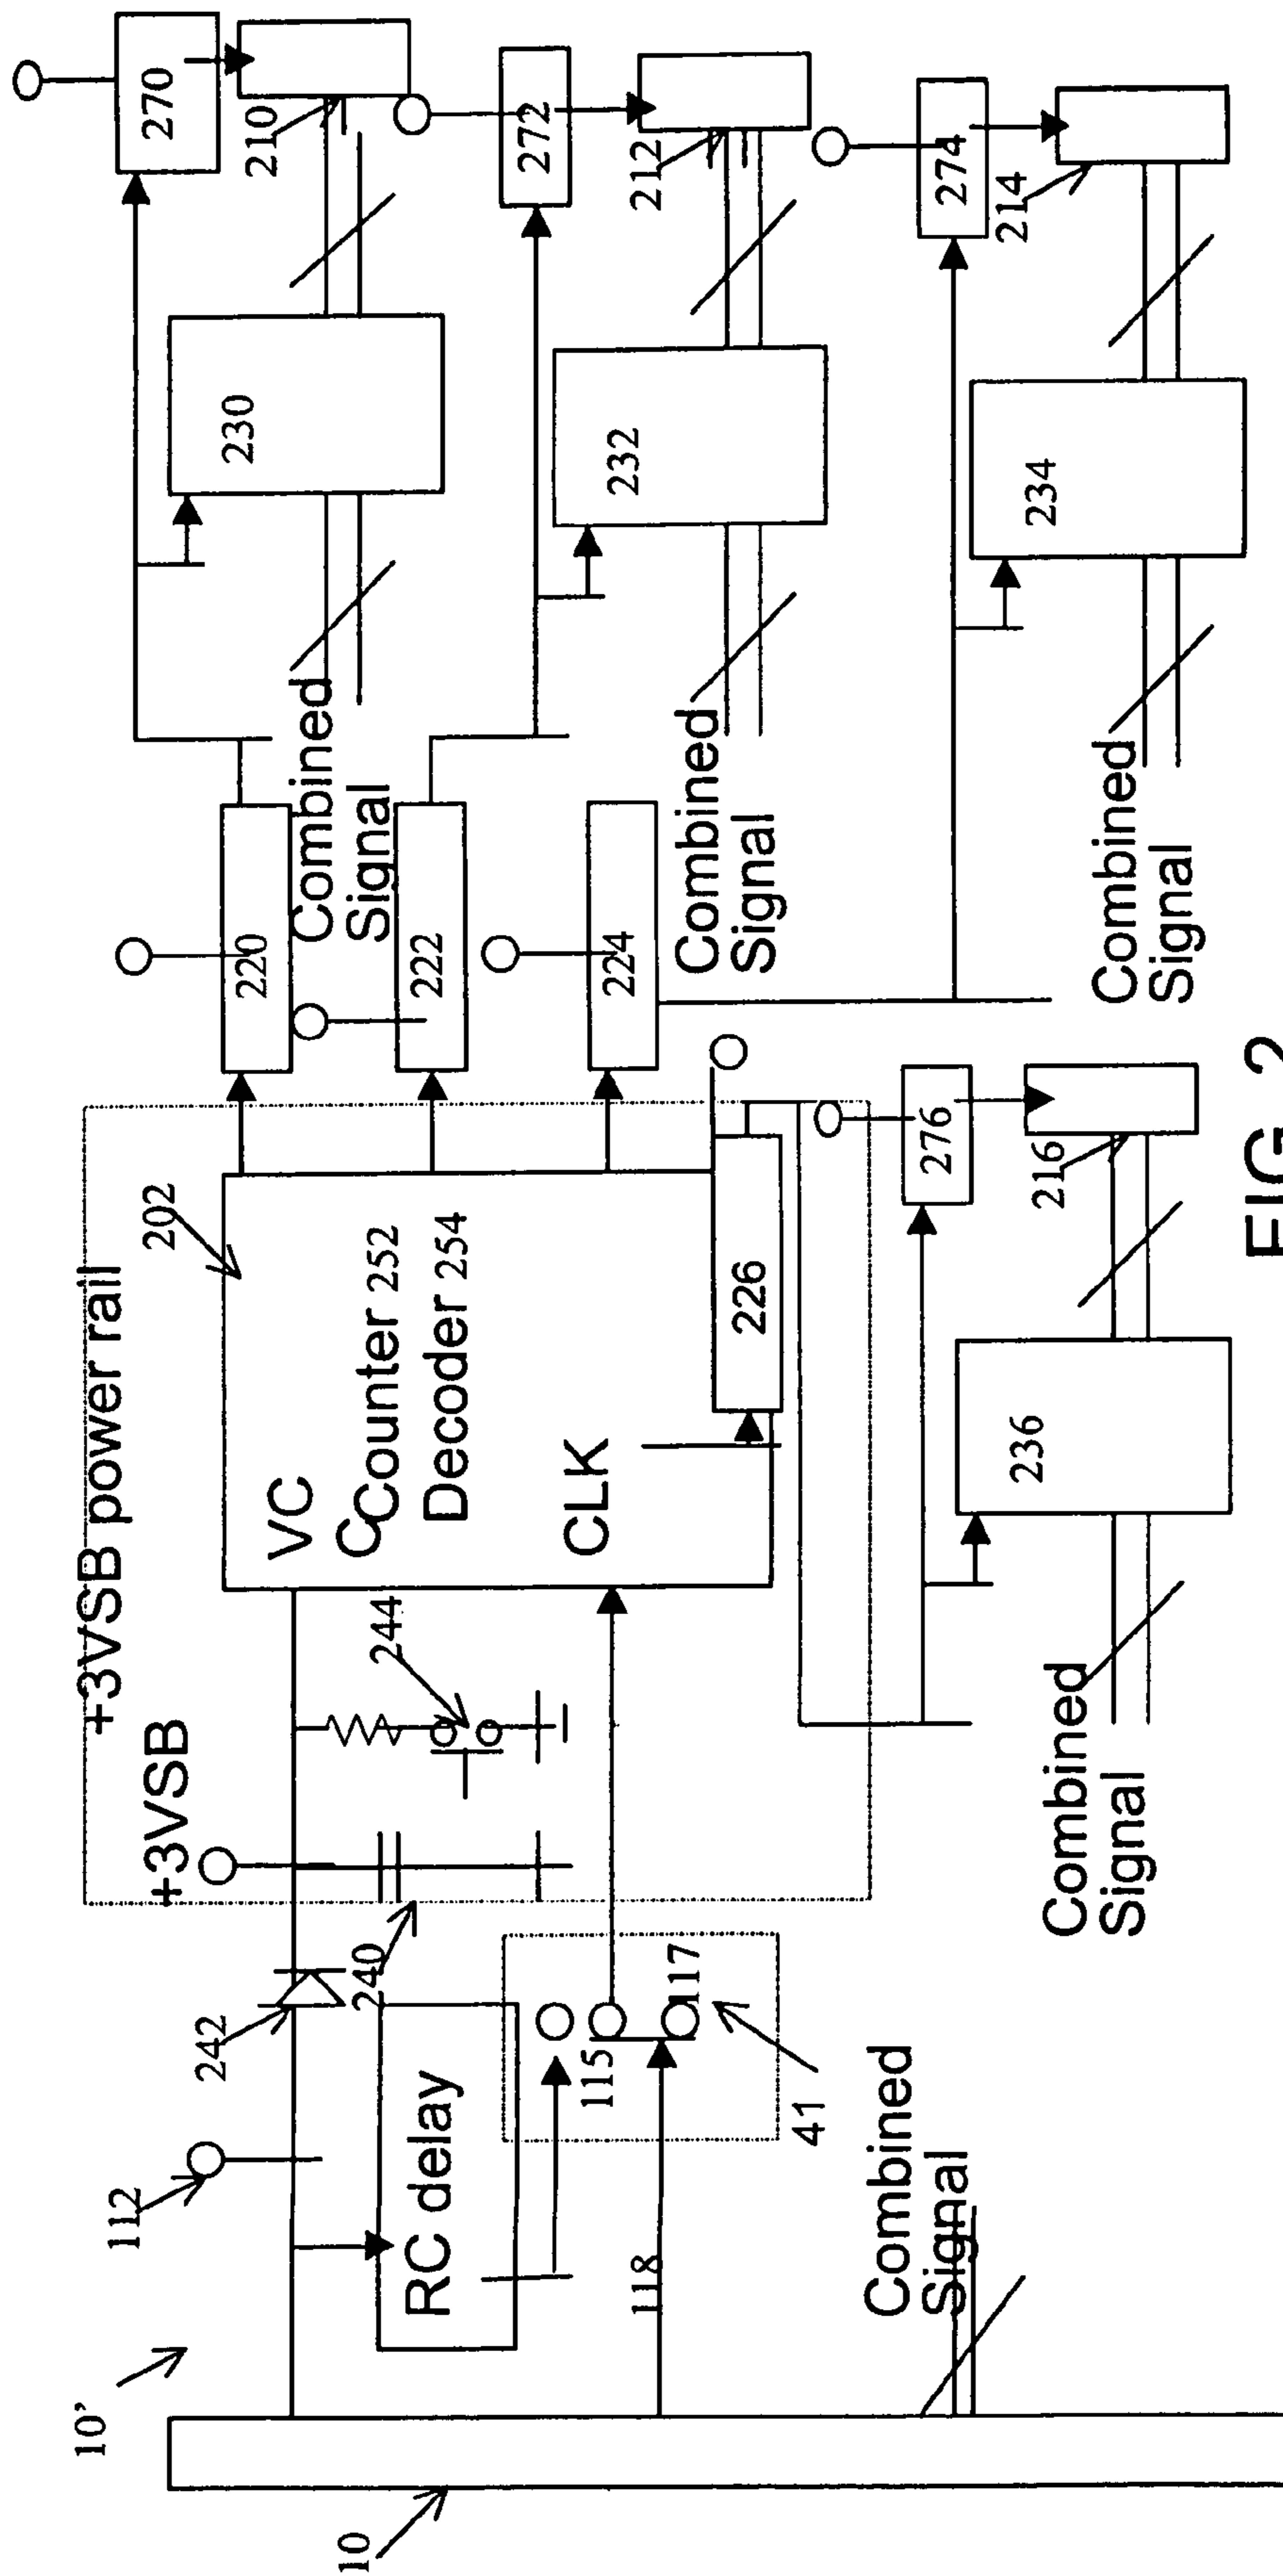 10'
112
+3VSB
+3VSB power rail
202
242
240
244
VC
C
Counter 252
Decoder 254
CLK
226
RC delay
115
117
118
41
10
Combined
Signal
220
222
224
270
210
230
Combined
Signal
272
212
232
Combined
Signal
274
214
234
Combined
Signal
276
216
236
Combined
Signal
FIG. 2